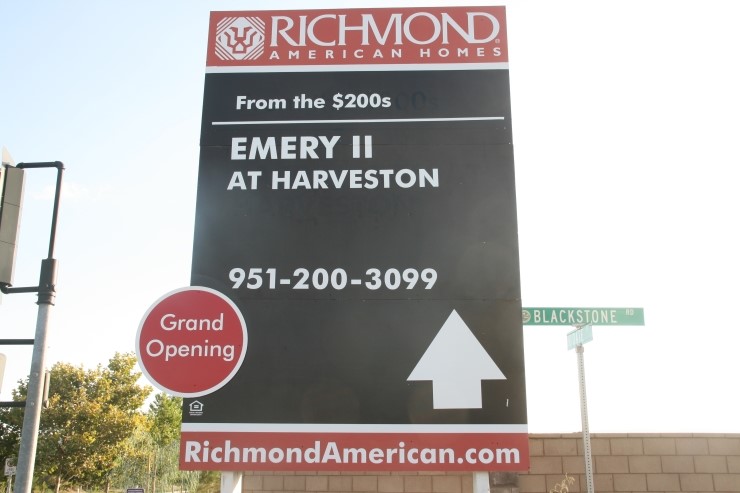 RICHMOND
AMERICAN HOMES
From the $200s
EMERY II
AT HARVESTON
951-200-3099
Grand
Opening
BLACKSTONE RD
RichmondAmerican.com